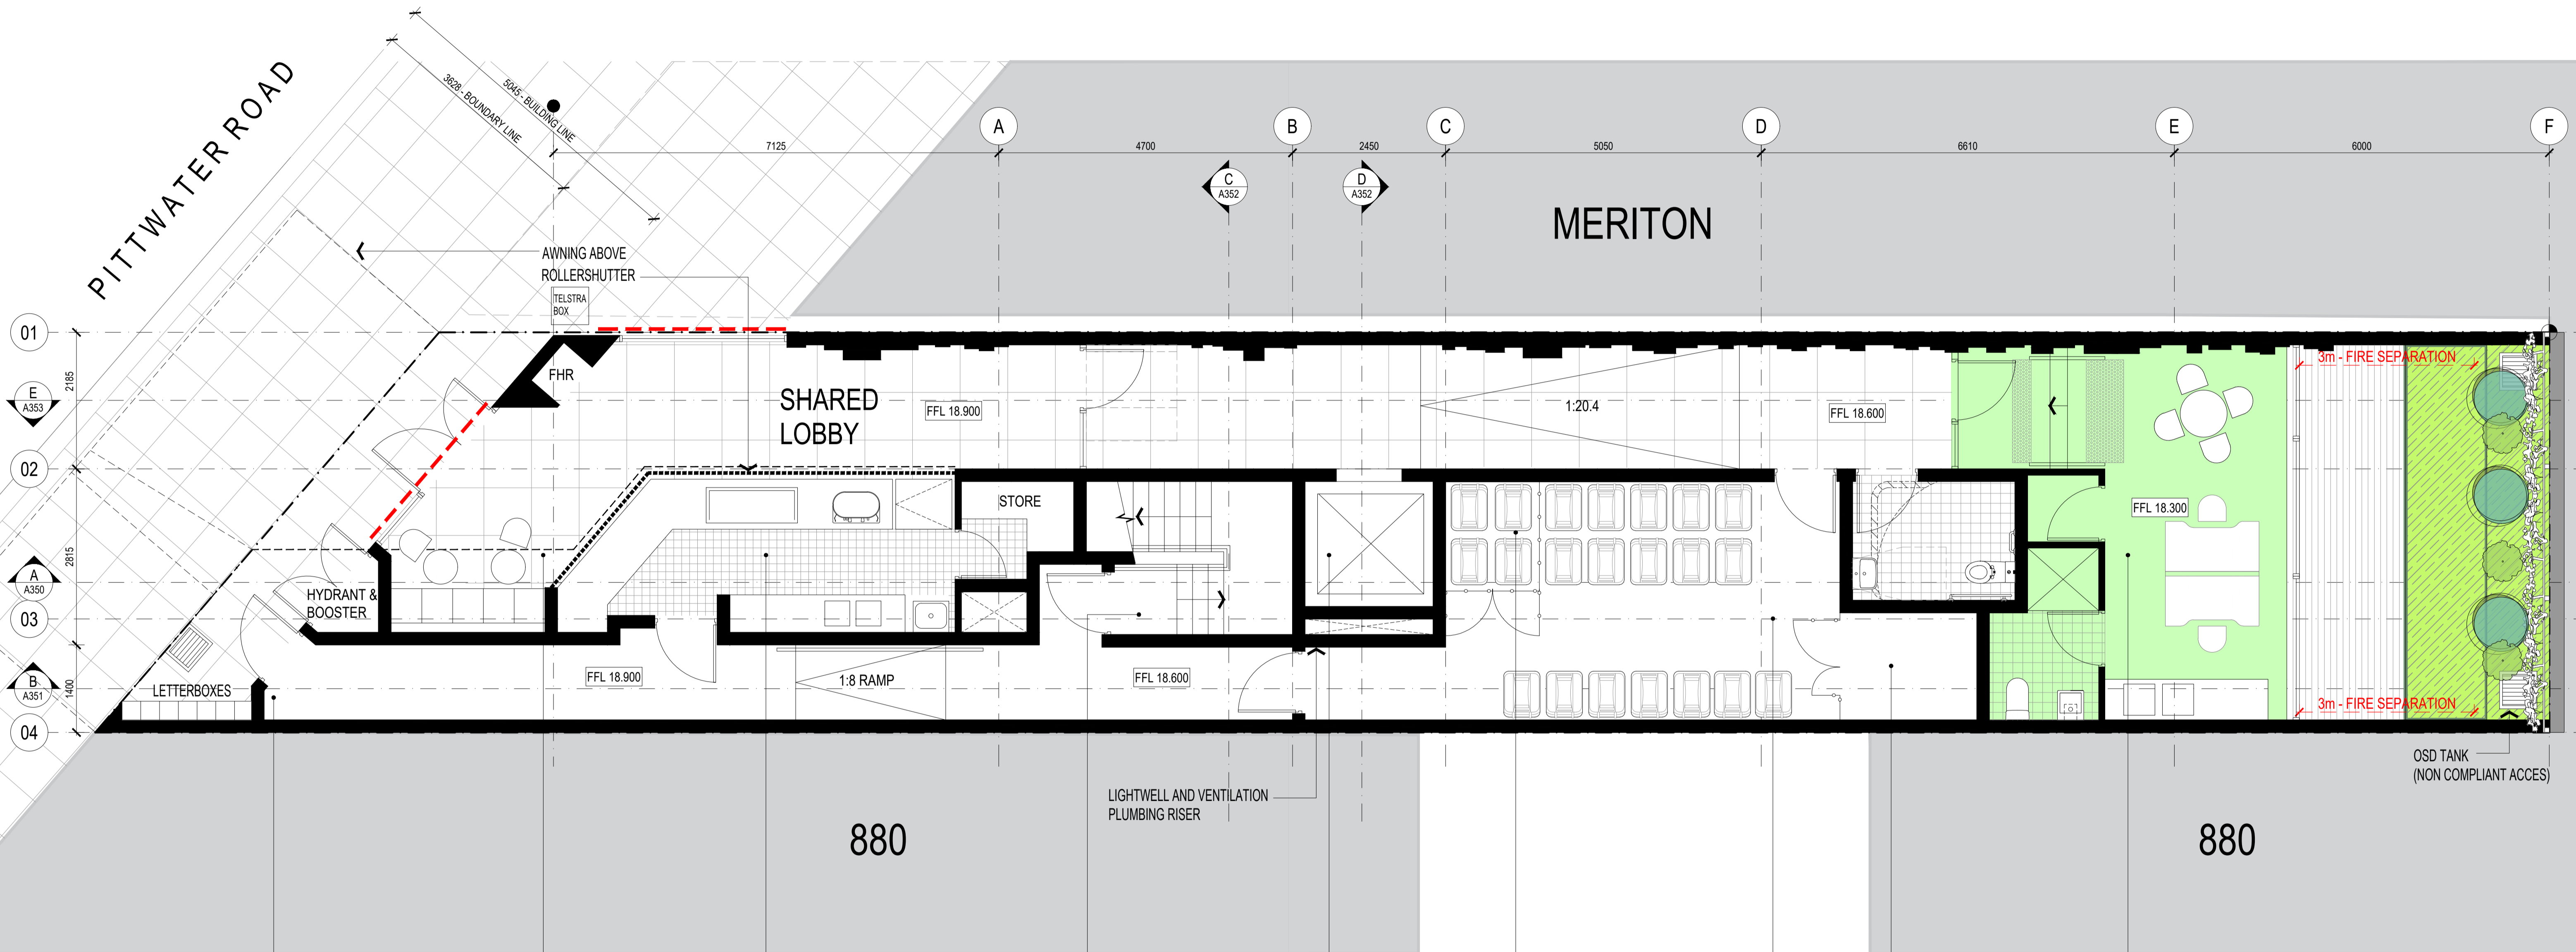 PITTWATER ROAD
3628 - BOUNDARY LINE
5045 - BUILDING LINE
A
B
C
D
E
F
7125
4700
2450
5050
6610
6000
C
A352
D
A352
MERITON
AWNING ABOVE
ROLLERSHUTTER
TELSTRA
BOX
01
02
03
04
2185
2815
1400
E
A353
A
A350
B
A351
FHR
SHARED
LOBBY
FFL 18.900
1:20.4
FFL 18.600
3m - FIRE SEPARATION
STORE
FFL 18.300
HYDRANT &
BOOSTER
LETTERBOXES
FFL 18.900
1:8 RAMP
FFL 18.600
3m - FIRE SEPARATION
OSD TANK
(NON COMPLIANT ACCES)
LIGHTWELL AND VENTILATION
PLUMBING RISER
880
880